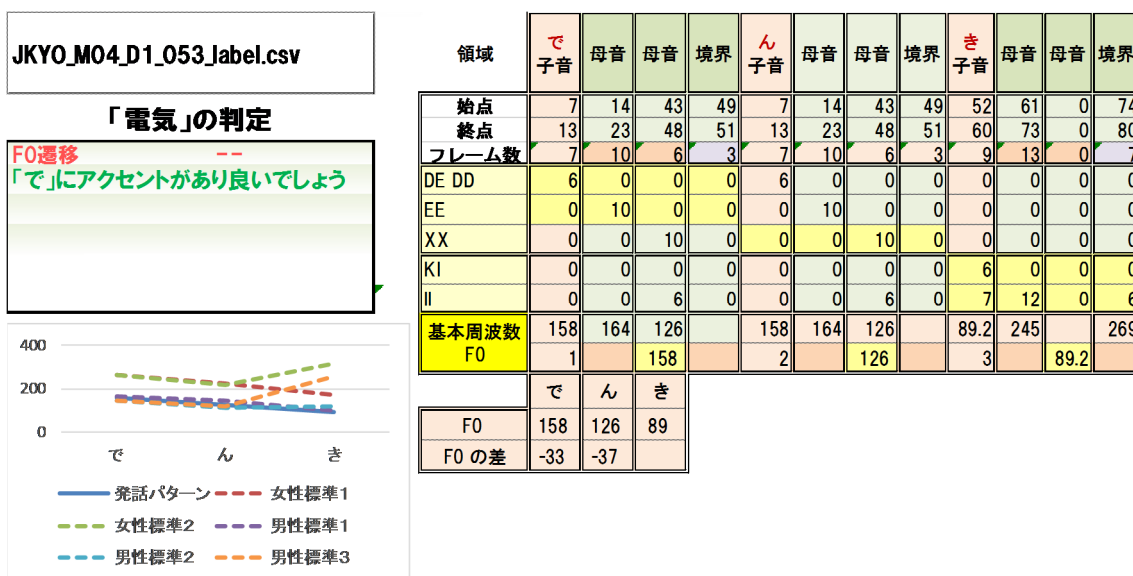 JKYO_M04_D1_053_label.csv
「電気」の判定
F0遷移 --
「で」にアクセントがあり良いでしょう
領域 で子音 母音 母音 境界 ん子音 母音 母音 境界 き子音 母音 母音 境界
始点 7 14 43 49 7 14 43 49 52 61 0 74
終点 13 23 48 51 13 23 48 51 60 73 0 80
フレーム数 7 10 6 3 7 10 6 3 9 13 0 7
DE DD 6 0 0 0 6 0 0 0 0 0 0 0
EE 0 10 0 0 0 10 0 0 0 0 0 0
XX 0 0 10 0 0 0 10 0 0 0 0 0
KI 0 0 0 0 0 0 0 0 6 0 0 0
II 0 0 6 0 0 0 6 0 7 12 0 6
基本周波数 158 164 126 158 164 126 89.2 245 269
F0 1 158 2 126 3 89.2
で ん き
F0 158 126 89
F0 の差 -33 -37
400
200
0
で ん き
発話パターン 女性標準1
女性標準2 男性標準1
男性標準2 男性標準3